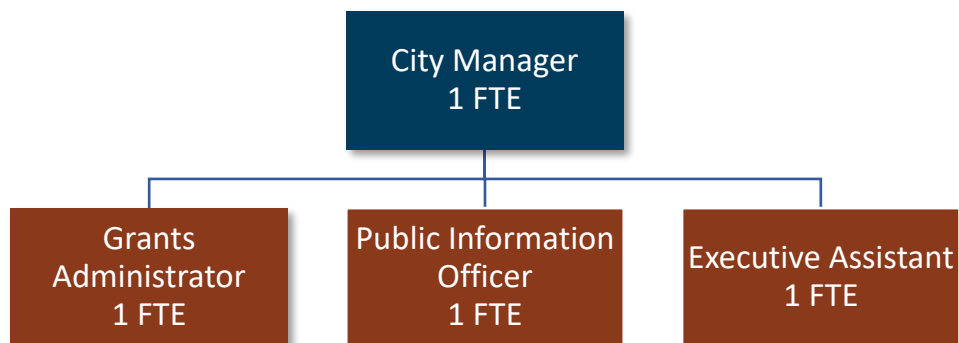 City Manager
1 FTE
Grants
Administrator
1 FTE
Public Information
Officer
1 FTE
Executive Assistant
1 FTE